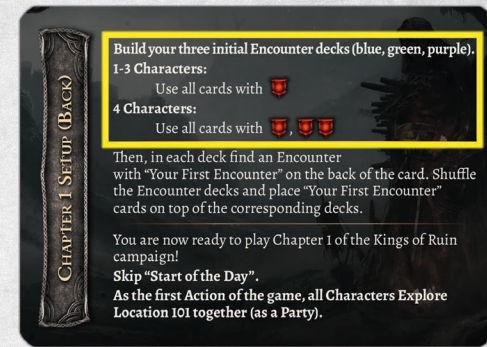 Chapter 1 Setup (Back)
Build your three initial Encounter decks (blue, green, purple).
1-3 Characters:
Use all cards with
4 Characters:
Use all cards with ,
Then, in each deck find an Encounter
with “Your First Encounter” on the back of the card. Shuffle
the Encounter decks and place “Your First Encounter”
cards on top of the corresponding decks.
You are now ready to play Chapter 1 of the Kings of Ruin
campaign!
Skip “Start of the Day”.
As the first Action of the game, all Characters Explore
Location 101 together (as a Party).